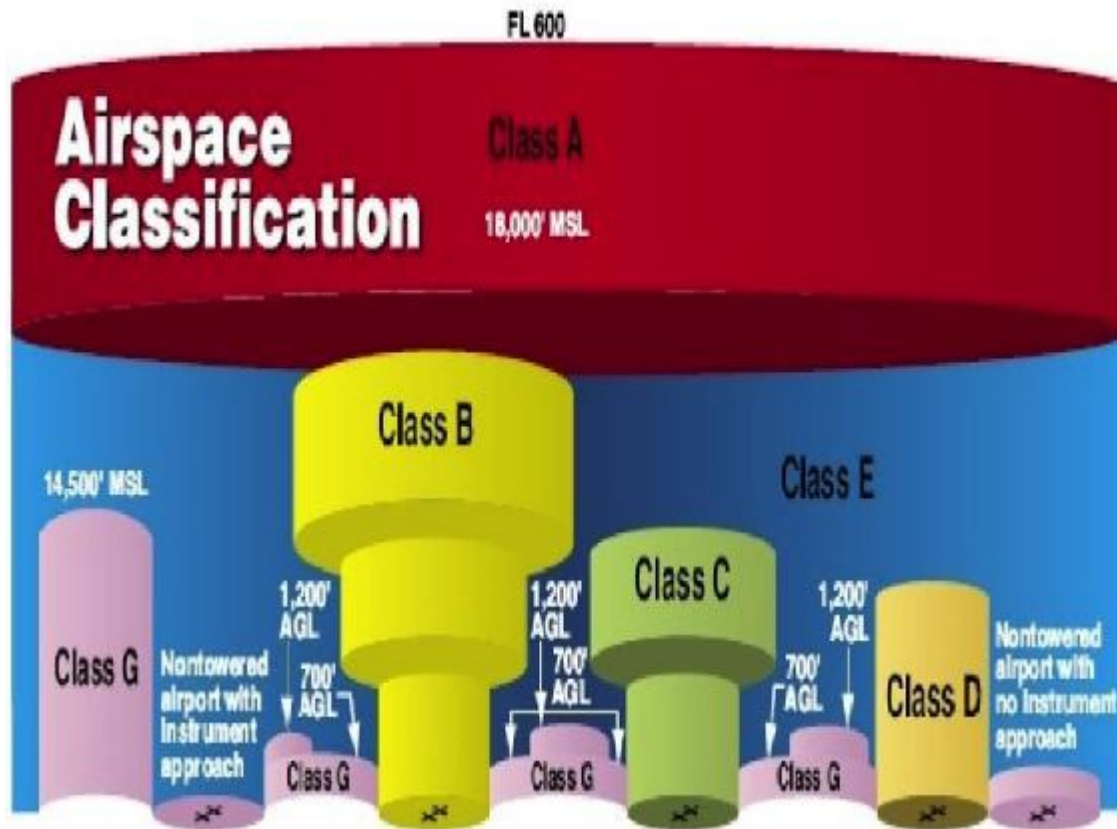 FL 600
Airspace
Classification
Class A
18,000' MSL
Class B
Class E
14,500' MSL
Class C
1,200'
AGL
1,200'
AGL
1,200'
AGL
Class G
Nontowered
airport with
instrument
approach
700'
AGL
700'
AGL
700'
AGL
Class D
Nontowered
airport with
no instrument
approach
Class G
Class G
Class G